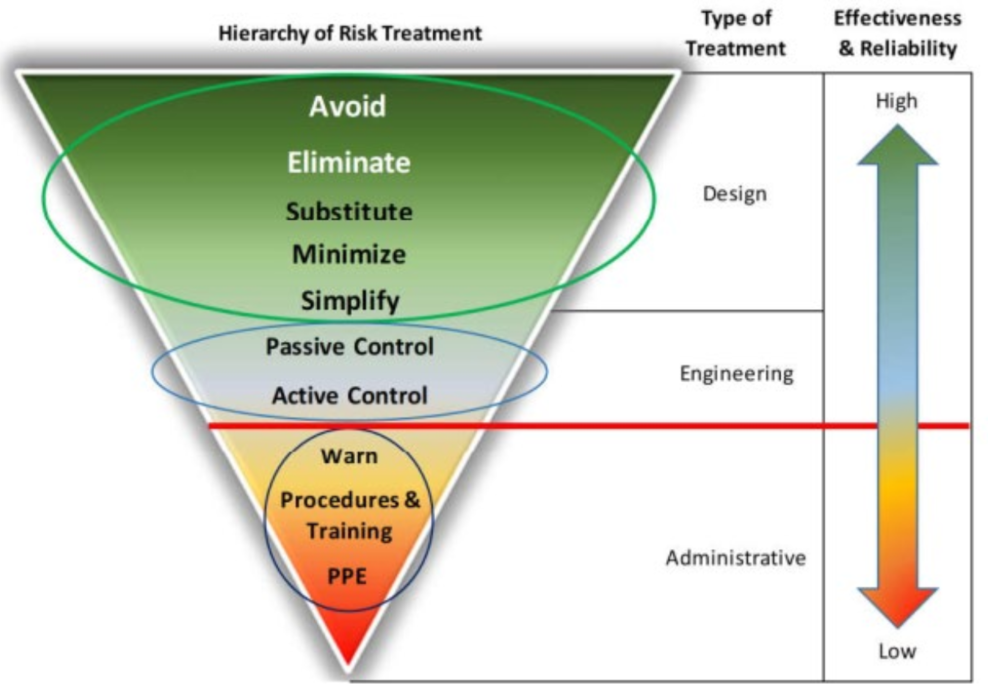 Hierarchy of Risk Treatment
Type of
Treatment
Effectiveness
& Reliability
Avoid
Eliminate
Substitute
Minimize
Simplify
Passive Control
Active Control
Warn
Procedures &
Training
PPE
Design
Engineering
Administrative
High
Low